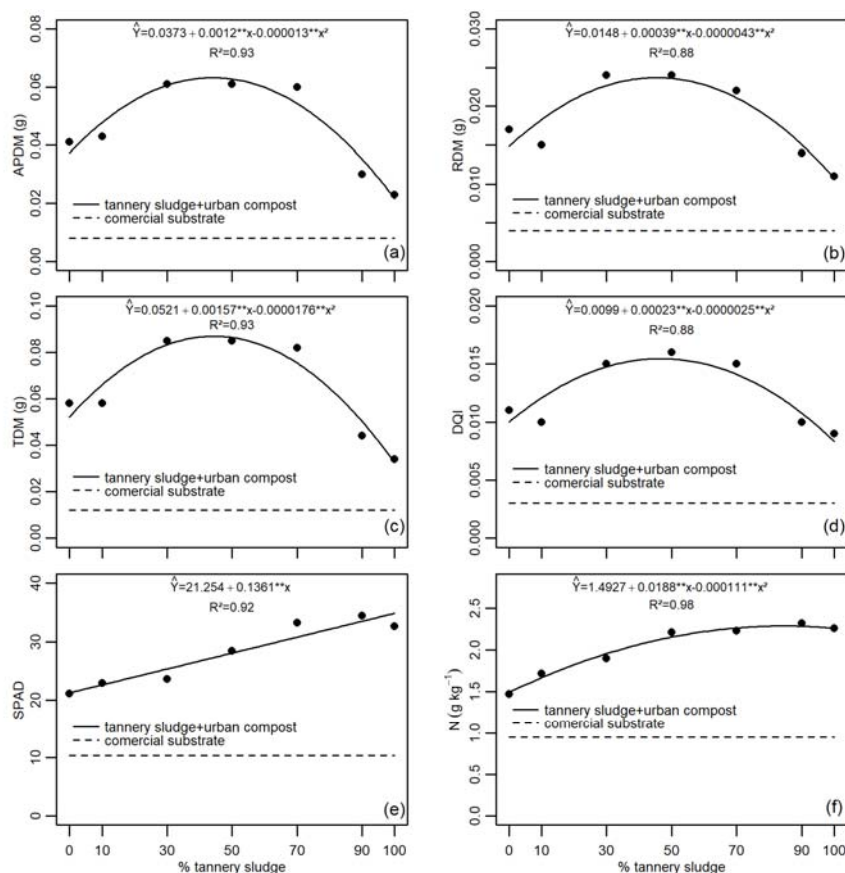 Ŷ=0.0373+0.0012**x-0.000013**x²
R²=0.93
APDM (g)
0.00 0.02 0.04 0.06 0.08
tannery sludge+urban compost
comercial substrate
(a)
Ŷ=0.0148+0.00039**x-0.0000043**x²
R²=0.88
RDM (g)
0.000 0.010 0.020 0.030
tannery sludge+urban compost
comercial substrate
(b)
Ŷ=0.0521+0.00157**x-0.0000176**x²
R²=0.93
TDM (g)
0.00 0.02 0.04 0.06 0.08 0.10
tannery sludge+urban compost
comercial substrate
(c)
Ŷ=0.0099+0.00023**x-0.0000025**x²
R²=0.88
DQI
0.000 0.005 0.010 0.015 0.020
tannery sludge+urban compost
comercial substrate
(d)
Ŷ=21.254+0.1361**x
R²=0.92
SPAD
0 10 20 30 40
tannery sludge+urban compost
comercial substrate
(e)
0 10 30 50 70 90 100
% tannery sludge
Ŷ=1.4927+0.0188**x-0.000111**x²
R²=0.98
N (g kg⁻¹)
0.0 0.5 1.0 1.5 2.0 2.5
tannery sludge+urban compost
comercial substrate
(f)
0 10 30 50 70 90 100
% tannery sludge